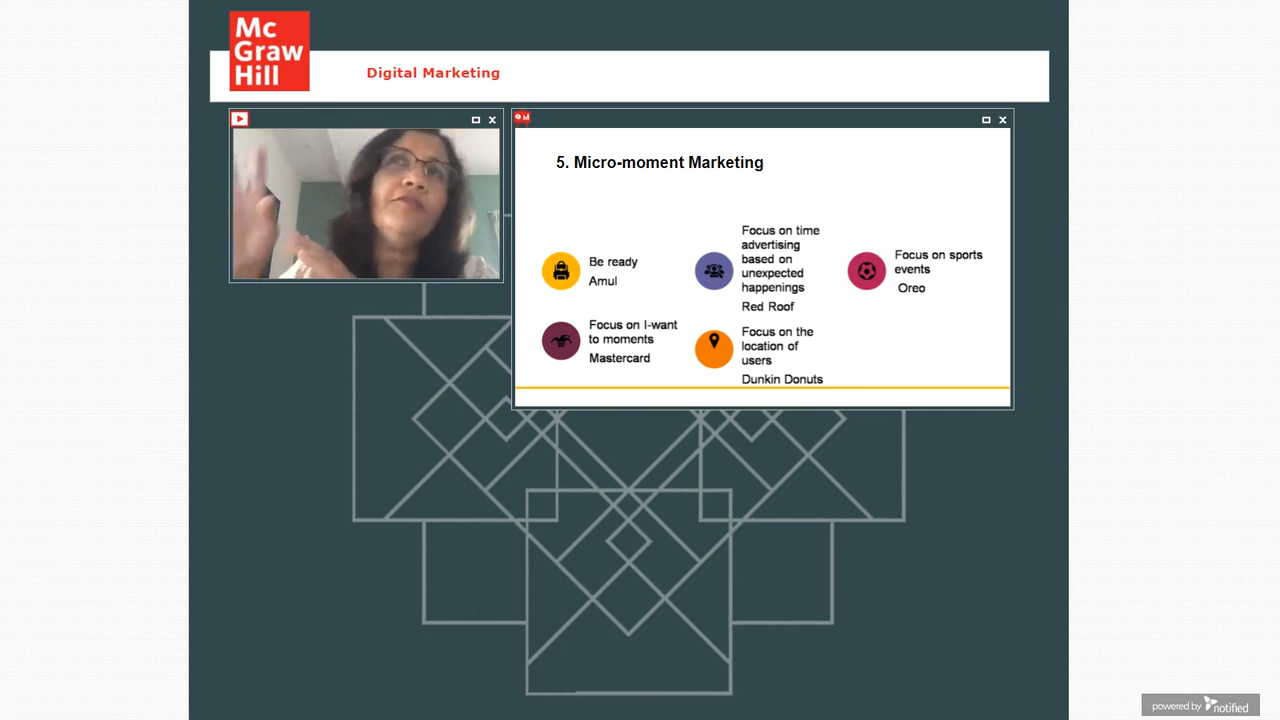 Mc
Graw
Hill
Digital Marketing
5. Micro-moment Marketing
Be ready
Amul
Focus on time
advertising
based on
unexpected
happenings
Red Roof
Focus on sports
events
Oreo
Focus on I-want
to moments
Mastercard
Focus on the
location of
users
Dunkin Donuts
powered by notified